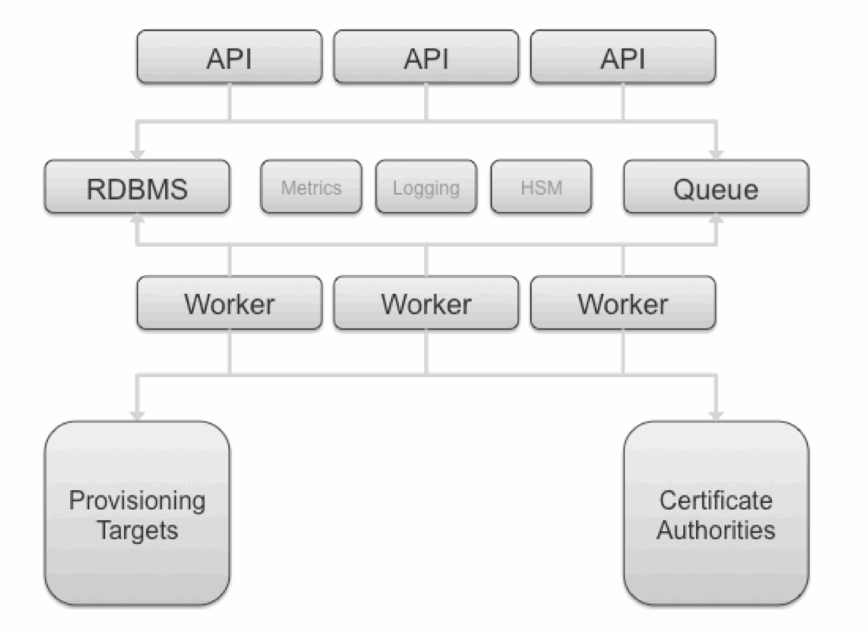 API
API
API
RDBMS
Metrics
Logging
HSM
Queue
Worker
Worker
Worker
Provisioning
Targets
Certificate
Authorities